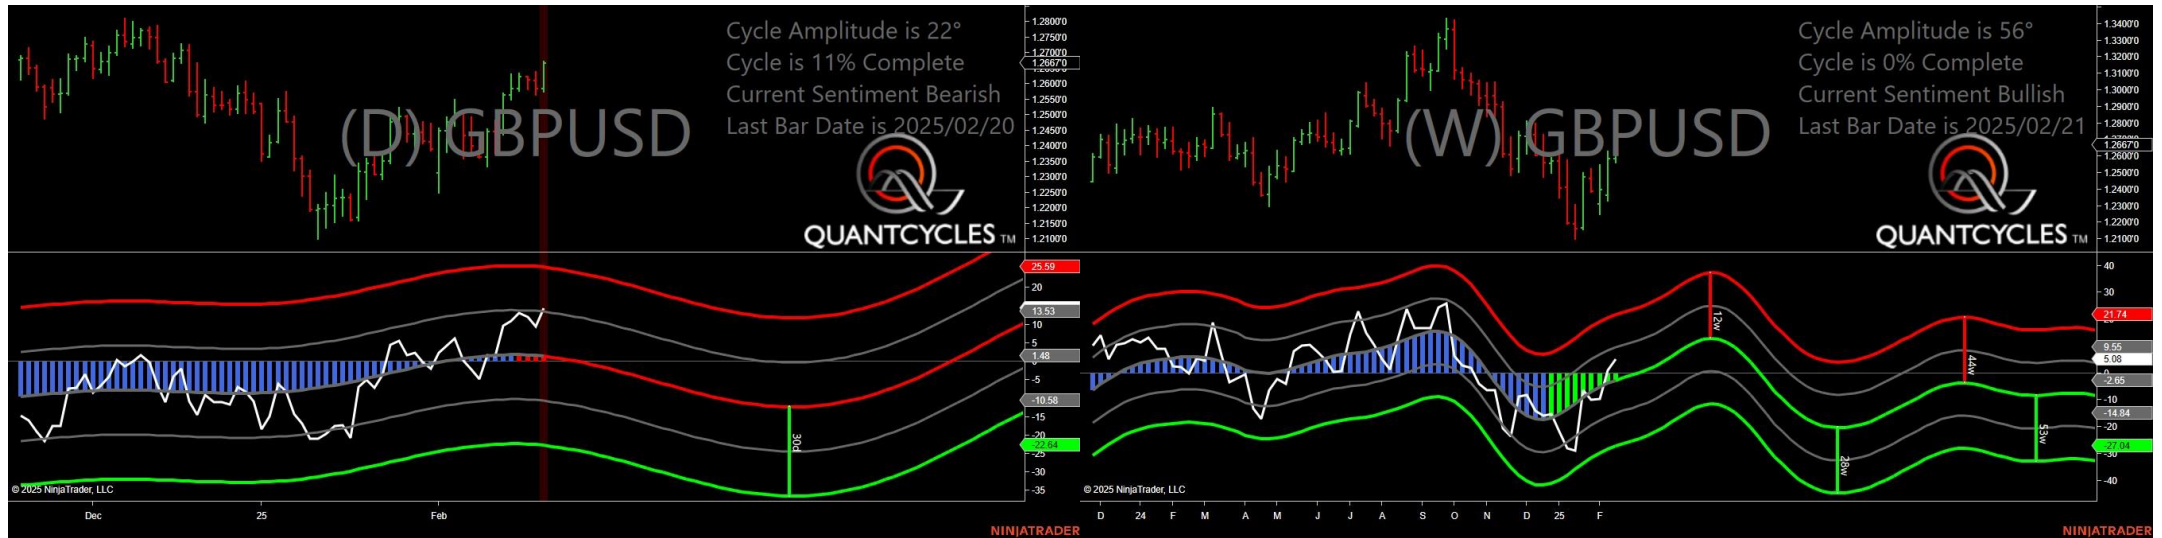 Cycle Amplitude is 22°
Cycle is 11% Complete
Current Sentiment Bearish
Last Bar Date is 2025/02/20
(D) GBPUSD
QUANTCYCLES TM
1.2800'0
1.2750'0
1.2700'0
1.2667'0
1.2600'0
1.2550'0
1.2500'0
1.2450'0
1.2400'0
1.2350'0
1.2300'0
1.2250'0
1.2200'0
1.2150'0
1.2100'0
25.59
20
13.53
10
5
1.48
-5
-10.58
-15
-20
-22.64
-25
-30
-35
30d
© 2025 NinjaTrader, LLC
Dec 25 Feb
NINJATRADER
Cycle Amplitude is 56°
Cycle is 0% Complete
Current Sentiment Bullish
Last Bar Date is 2025/02/21
(W) GBPUSD
QUANTCYCLES TM
1.3400'0
1.3300'0
1.3200'0
1.3100'0
1.3000'0
1.2900'0
1.2800'0
1.2667'0
1.2600'0
1.2500'0
1.2400'0
1.2300'0
1.2200'0
1.2100'0
40
30
21.74
9.55
5.08
0
-2.65
-10
-14.84
-20
-27.04
-30
-40
12w
28w
44w
53w
© 2025 NinjaTrader, LLC
D 24 F M A M J J A S O N D 25 F
NINJATRADER